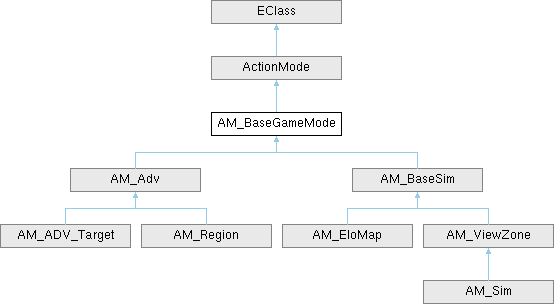 EClass
ActionMode
AM_BaseGameMode
AM_Adv
AM_BaseSim
AM_ADV_Target
AM_Region
AM_EloMap
AM_ViewZone
AM_Sim